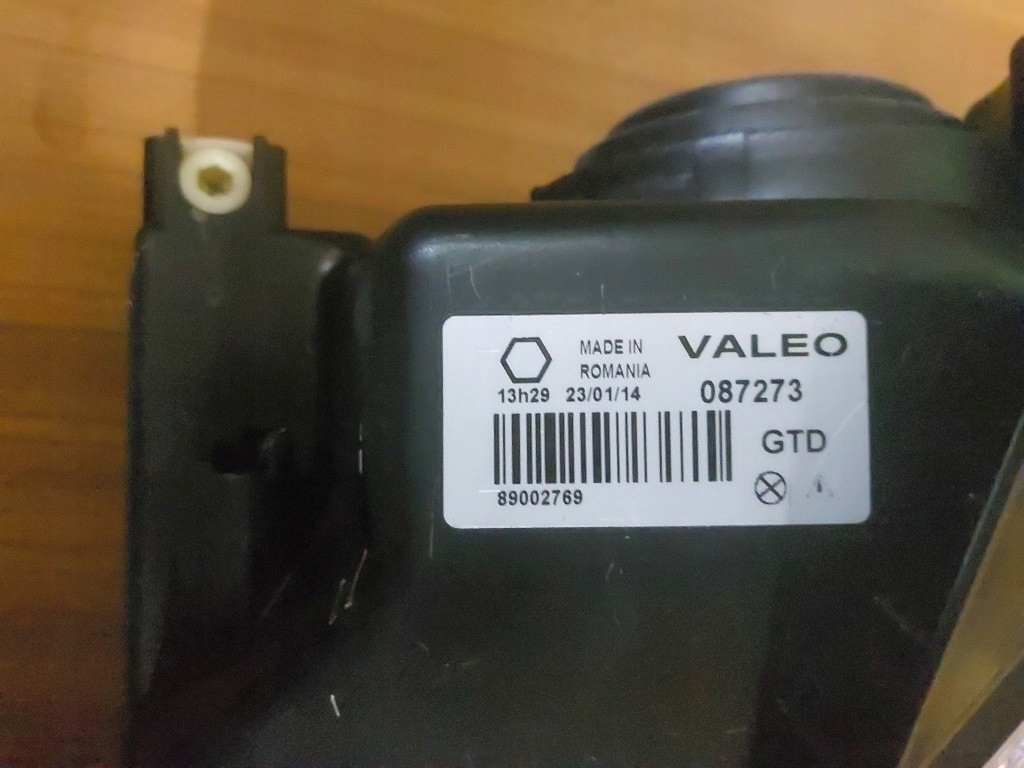 MADE IN
ROMANIA
13h29 23/01/14
VALEO
087273
GTD
89002769